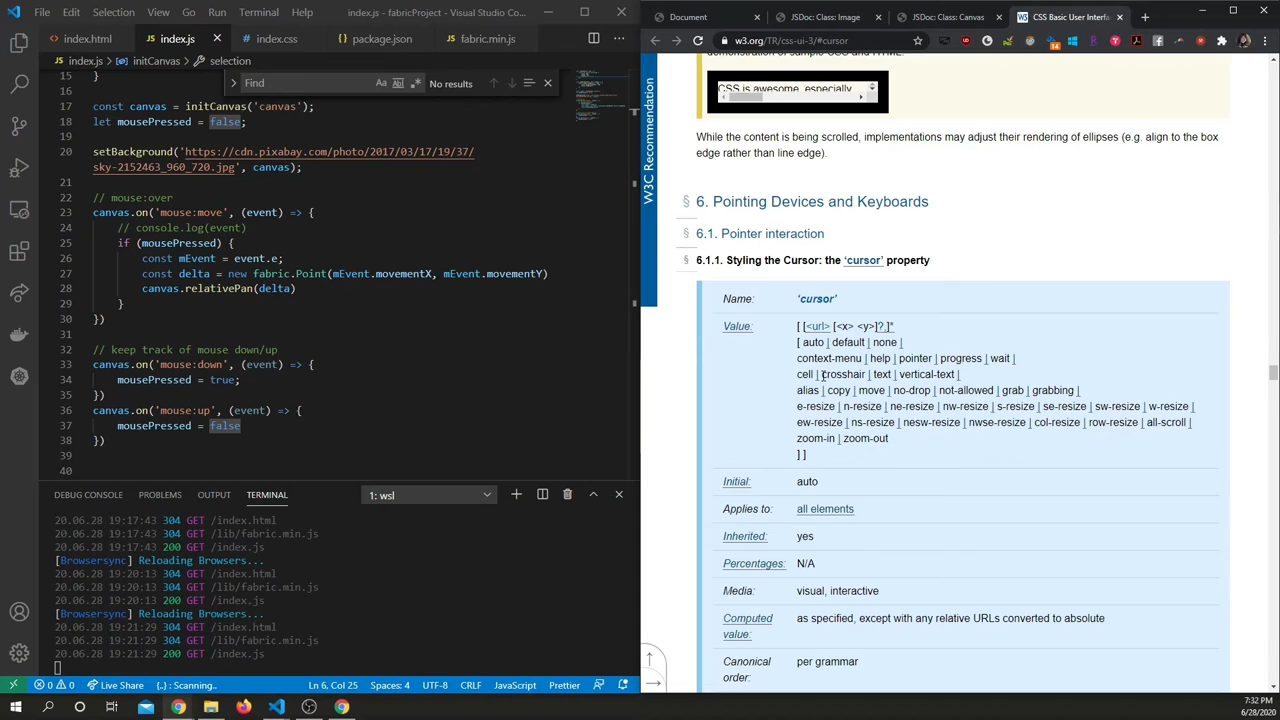 File Edit Selection View Go Run Terminal Help index.js - fabricProject - Visual Studio Co...
index.html
index.js
index.css
package.json
fabric.min.js
selection
Find
No results
15 }
16
17 const canvas = initCanvas('canvas');
18 let mousePressed = false;
19
20 setBackground('https://cdn.pixabay.com/photo/2017/03/17/19/37/
sky-2152463_960_720.jpg', canvas);
21
22 // mouse:over
23 canvas.on('mouse:move', (event) => {
24 // console.log(event)
25 if (mousePressed) {
26 const mEvent = event.e;
27 const delta = new fabric.Point(mEvent.movementX, mEvent.movementY)
28 canvas.relativePan(delta)
29 }
30 })
31
32 // keep track of mouse down/up
33 canvas.on('mouse:down', (event) => {
34 mousePressed = true;
35 })
36 canvas.on('mouse:up', (event) => {
37 mousePressed = false
38 })
39
40
DEBUG CONSOLE PROBLEMS OUTPUT TERMINAL 1: wsl
20.06.28 19:17:43 304 GET /index.html
20.06.28 19:17:43 304 GET /lib/fabric.min.js
20.06.28 19:17:43 200 GET /index.js
[Browsersync] Reloading Browsers...
20.06.28 19:20:13 304 GET /index.html
20.06.28 19:20:13 304 GET /lib/fabric.min.js
20.06.28 19:20:13 200 GET /index.js
[Browsersync] Reloading Browsers...
20.06.28 19:21:29 304 GET /index.html
20.06.28 19:21:29 304 GET /lib/fabric.min.js
20.06.28 19:21:29 200 GET /index.js
0 0 Live Share {..} : Scanning... Ln 6, Col 25 Spaces: 4 UTF-8 CRLF JavaScript Prettier
Document
JSDoc: Class: Image
JSDoc: Class: Canvas
CSS Basic User Interfa
w3.org/TR/css-ui-3/#cursor
W3C Recommendation
CSS is awesome, especially
While the content is being scrolled, implementations may adjust their rendering of ellipses (e.g. align to the box
edge rather than line edge).
§ 6. Pointing Devices and Keyboards
§ 6.1. Pointer interaction
§ 6.1.1. Styling the Cursor: the ‘cursor’ property
Name: ‘cursor’
Value: [ [<url> [<x> <y>]?,]*
[ auto | default | none |
context-menu | help | pointer | progress | wait |
cell | crosshair | text | vertical-text |
alias | copy | move | no-drop | not-allowed | grab | grabbing |
e-resize | n-resize | ne-resize | nw-resize | s-resize | se-resize | sw-resize | w-resize |
ew-resize | ns-resize | nesw-resize | nwse-resize | col-resize | row-resize | all-scroll |
zoom-in | zoom-out
] ]
Initial: auto
Applies to: all elements
Inherited: yes
Percentages: N/A
Media: visual, interactive
Computed value: as specified, except with any relative URLs converted to absolute
Canonical order: per grammar
7:32 PM
6/28/2020